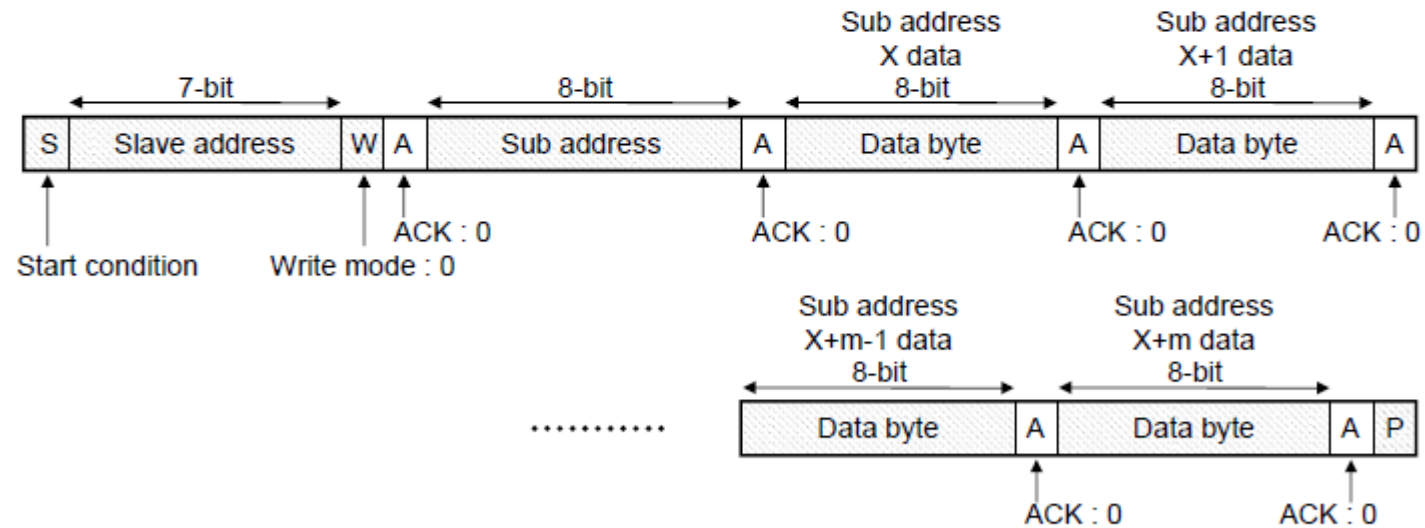 Sub address
X data
8-bit
Sub address
X+1 data
8-bit
7-bit
8-bit
S Slave address W A Sub address A Data byte A Data byte A
ACK : 0 ACK : 0 ACK : 0 ACK : 0
Start condition Write mode : 0
Sub address
X+m-1 data
8-bit
Sub address
X+m data
8-bit
........... Data byte A Data byte A P
ACK : 0 ACK : 0